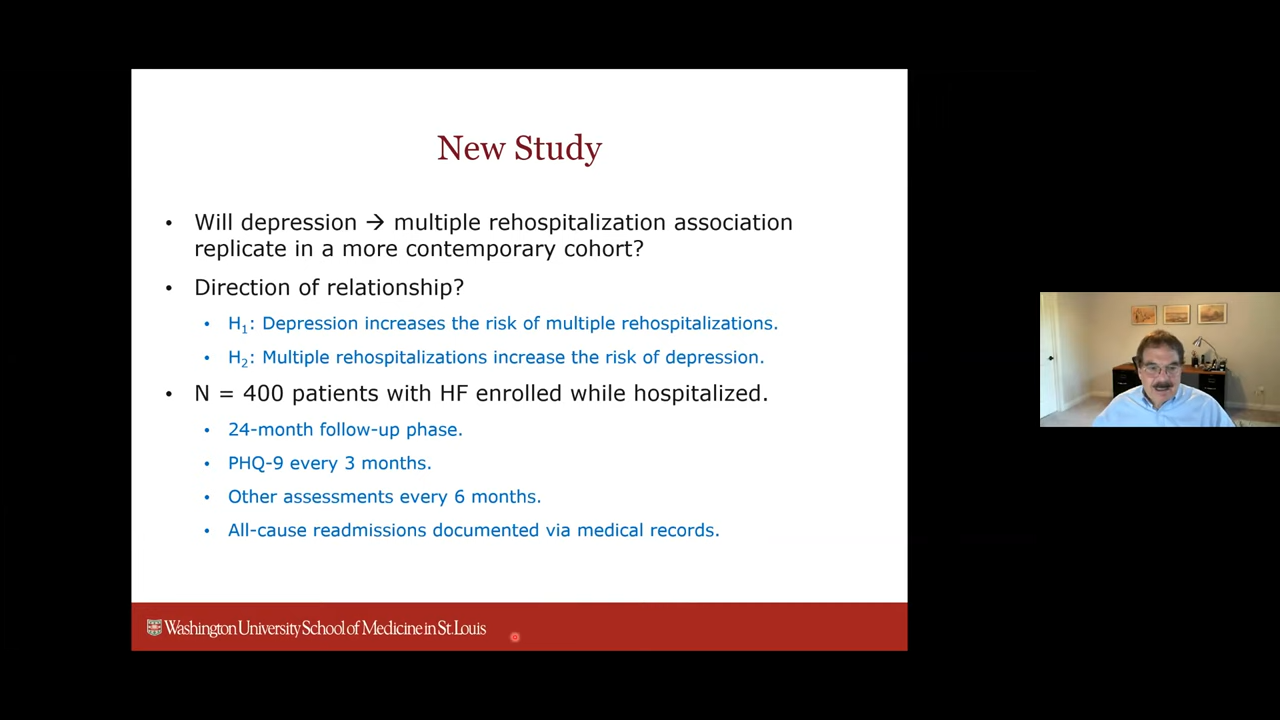 New Study
• Will depression → multiple rehospitalization association
replicate in a more contemporary cohort?
• Direction of relationship?
• H₁: Depression increases the risk of multiple rehospitalizations.
• H₂: Multiple rehospitalizations increase the risk of depression.
• N = 400 patients with HF enrolled while hospitalized.
• 24-month follow-up phase.
• PHQ-9 every 3 months.
• Other assessments every 6 months.
• All-cause readmissions documented via medical records.
Washington University School of Medicine in St. Louis